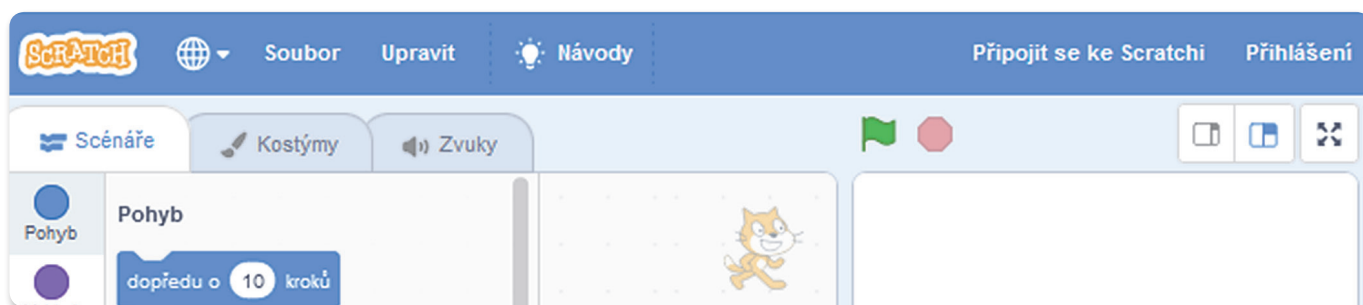 SCRATCH Soubor Upravit Návody Připojit se ke Scratchi Přihlášení
Scénáře Kostýmy Zvuky
Pohyb
Pohyb
dopředu o 10 kroků